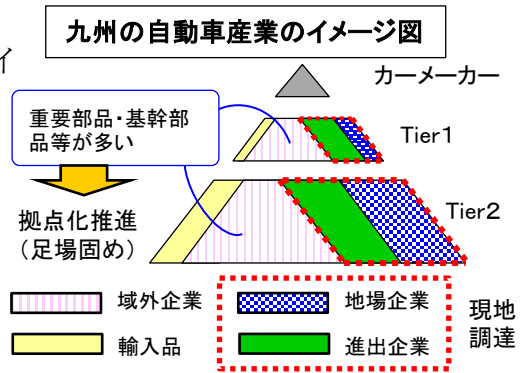 九州の自動車産業のイメージ図
イ
カーメーカー
重要部品・基幹部
品等が多い
Tier1
拠点化推進
（足場固め）
Tier2
域外企業
地場企業
輸入品
進出企業
現地
調達